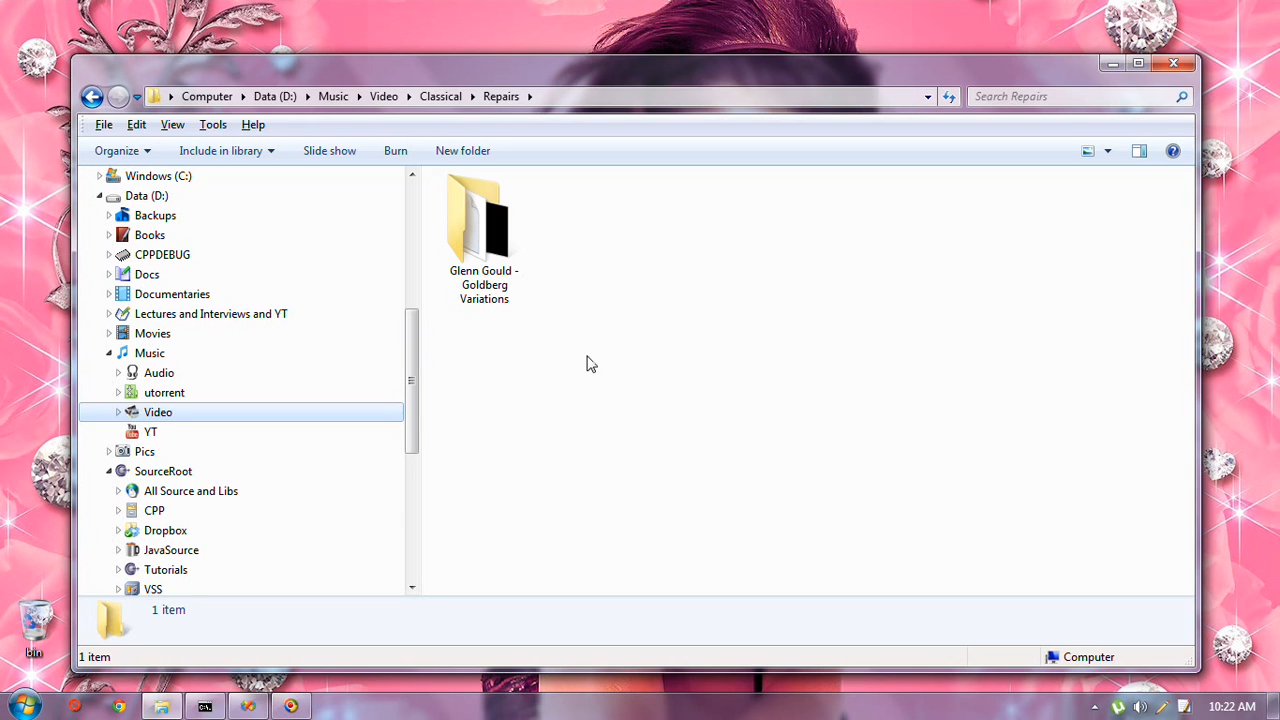 Computer Data (D:) Music Video Classical Repairs
Search Repairs
File Edit View Tools Help
Organize Include in library Slide show Burn New folder
Windows (C:)
Data (D:)
Backups
Books
CPPDEBUG
Docs
Documentaries
Lectures and Interviews and YT
Movies
Music
Audio
utorrent
Video
YT
Pics
SourceRoot
All Source and Libs
CPP
Dropbox
JavaSource
Tutorials
VSS
Glenn Gould -
Goldberg
Variations
1 item
1 item
Computer
bin
10:22 AM